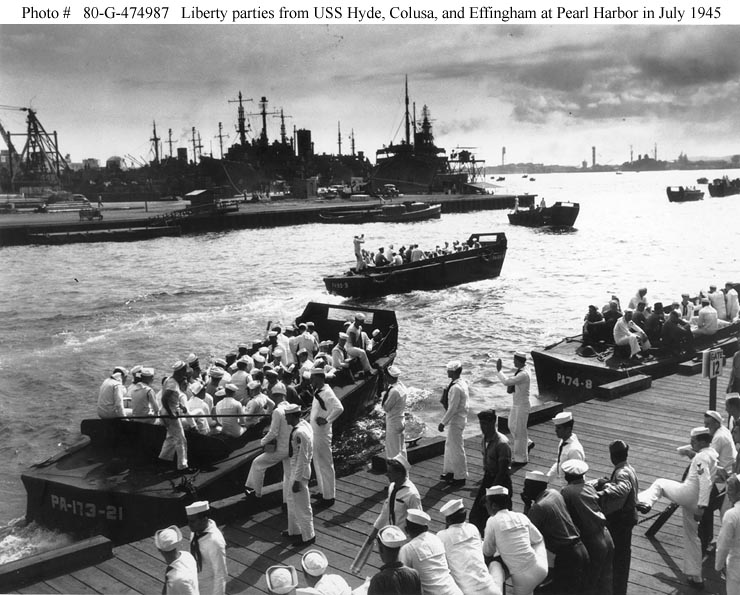 Photo # 80-G-474987 Liberty parties from USS Hyde, Colusa, and Effingham at Pearl Harbor in July 1945
PA74-8
12
PA-173-21